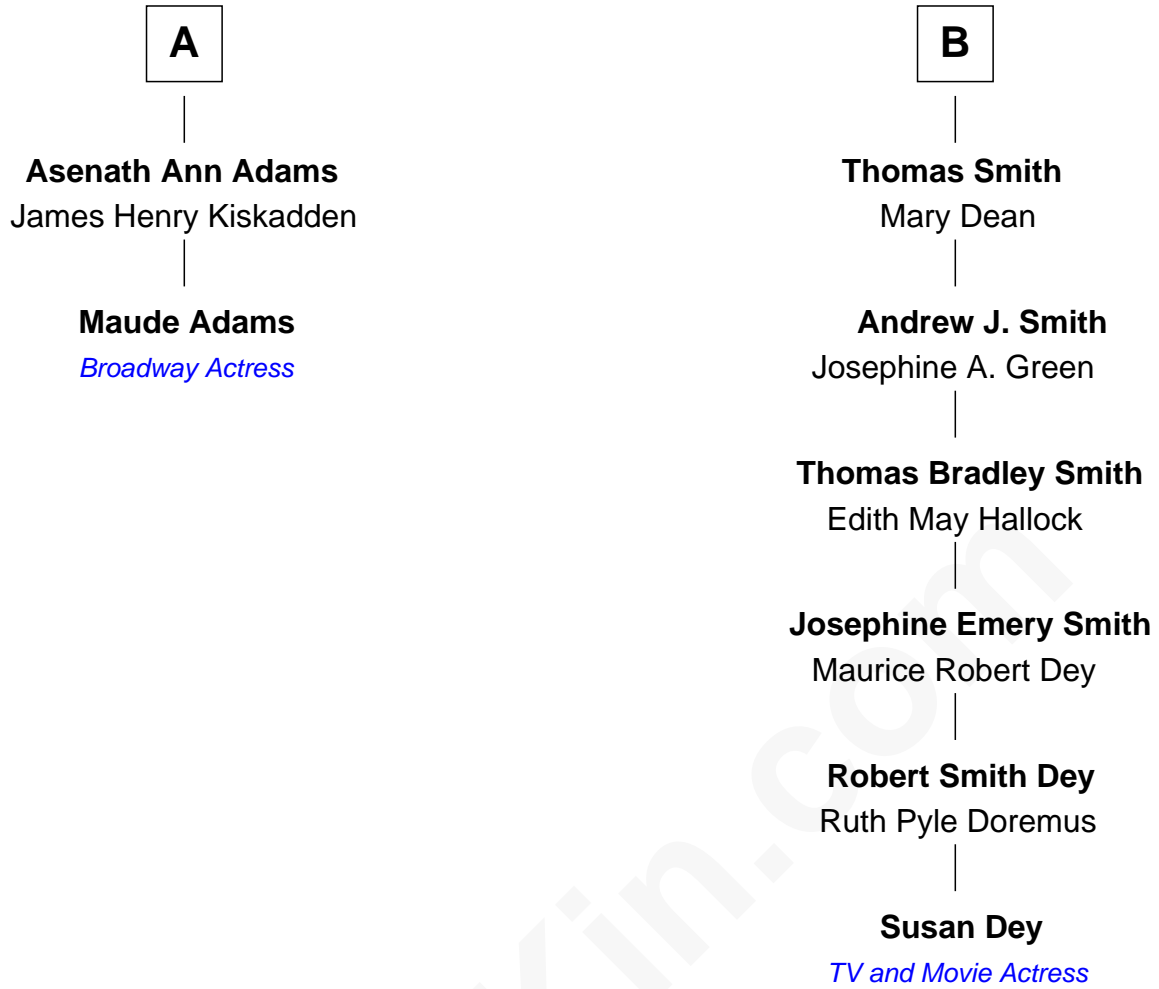 A
Asenath Ann Adams
James Henry Kiskadden
Maude Adams
Broadway Actress
B
Thomas Smith
Mary Dean
Andrew J. Smith
Josephine A. Green
Thomas Bradley Smith
Edith May Hallock
Josephine Emery Smith
Maurice Robert Dey
Robert Smith Dey
Ruth Pyle Doremus
Susan Dey
TV and Movie Actress
Kin.com